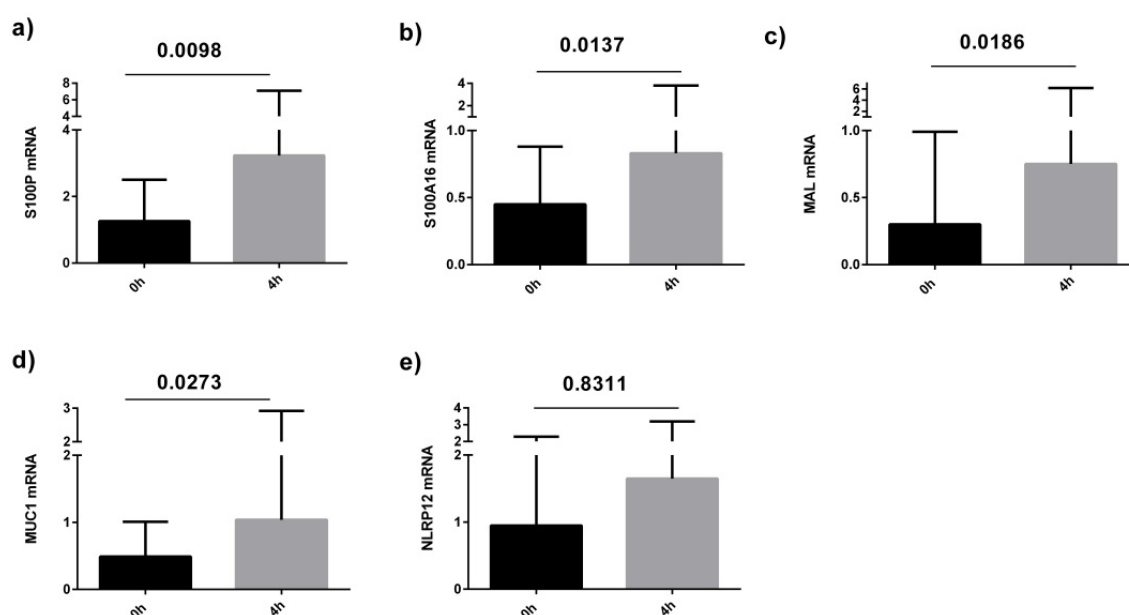 a)
0.0098
S100P mRNA
8
6
4
4
2
0
0h
4h
b)
0.0137
S100A16 mRNA
4
2
1.0
0.5
0.0
0h
4h
c)
0.0186
MAL mRNA
6
4
2
1.0
0.5
0.0
0h
4h
d)
0.0273
MUC1 mRNA
3
2
2
1
0
0h
4h
e)
0.8311
NLRP12 mRNA
4
3
2
2
1
0
0h
4h